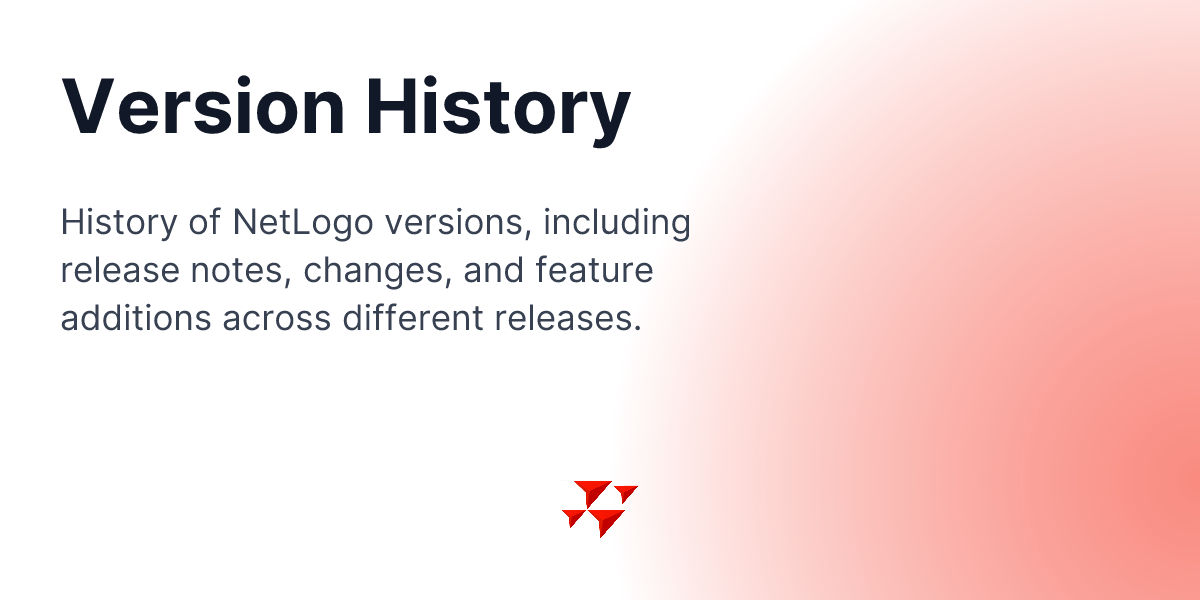 Version History
History of NetLogo versions, including
release notes, changes, and feature
additions across different releases.